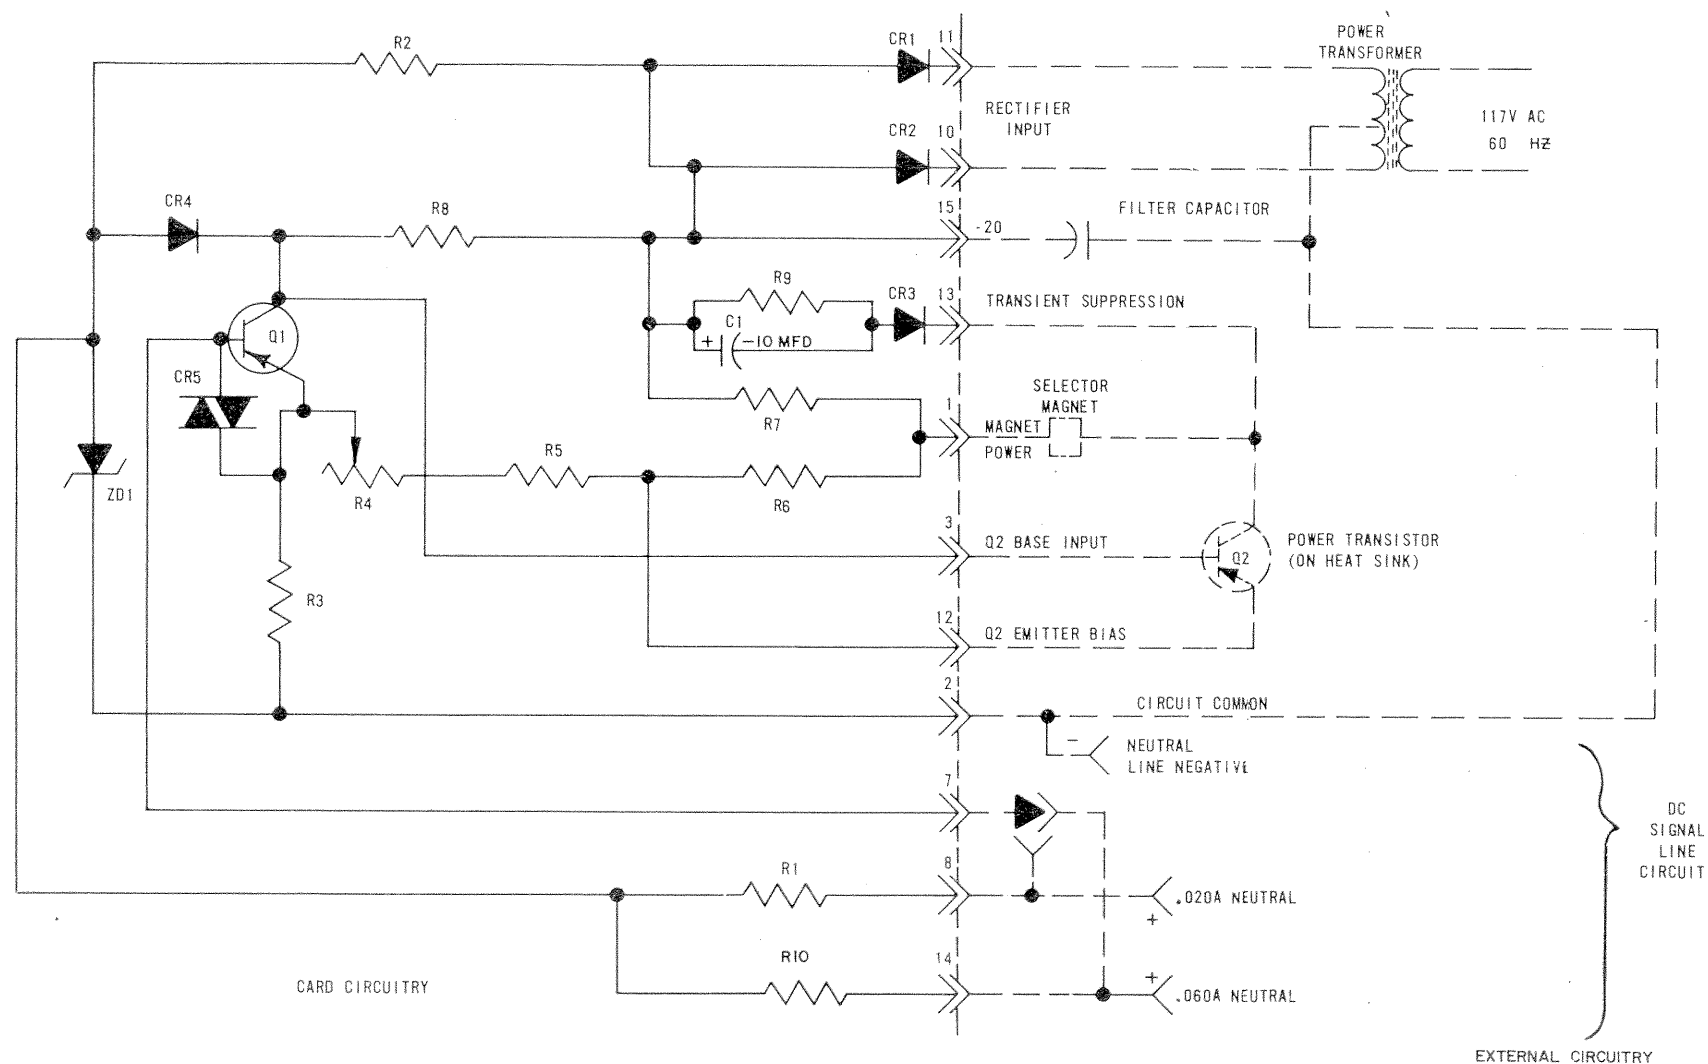 POWER
TRANSFORMER
R2
CR1
11
RECTIFIER
INPUT
117V AC
60 HZ
CR2
10
CR4
R8
15
-20
FILTER CAPACITOR
R9
CR3
13
TRANSIENT SUPPRESSION
C1
+
-10 MFD
Q1
CR5
SELECTOR
MAGNET
R7
1
MAGNET
POWER
R5
ZD1
R4
R6
3
Q2 BASE INPUT
Q2
POWER TRANSISTOR
(ON HEAT SINK)
R3
12
Q2 EMITTER BIAS
2
CIRCUIT COMMON
-
NEUTRAL
LINE NEGATIVE
7
DC
SIGNAL
LINE
CIRCUIT
R1
8
.020A NEUTRAL
+
R10
14
+
.060A NEUTRAL
CARD CIRCUITRY
EXTERNAL CIRCUITRY